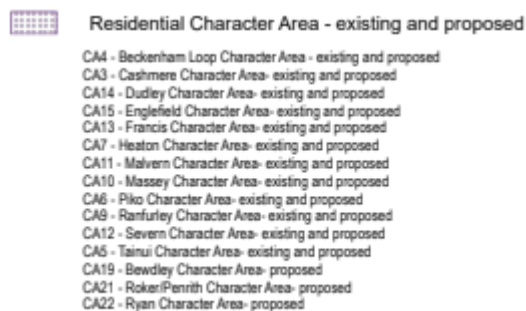 Residential Character Area - existing and proposed
CA4 - Beckenham Loop Character Area - existing and proposed
CA3 - Cashmere Character Area- existing and proposed
CA14 - Dudley Character Area- existing and proposed
CA15 - Englefield Character Area- existing and proposed
CA13 - Francis Character Area- existing and proposed
CA7 - Heaton Character Area- existing and proposed
CA11 - Malvern Character Area- existing and proposed
CA10 - Massey Character Area- existing and proposed
CA6 - Piko Character Area- existing and proposed
CA9 - Ranfurley Character Area- existing and proposed
CA12 - Severn Character Area- existing and proposed
CA5 - Tainui Character Area- existing and proposed
CA19 - Bewdley Character Area- proposed
CA21 - Roker/Penrith Character Area- proposed
CA22 - Ryan Character Area- proposed